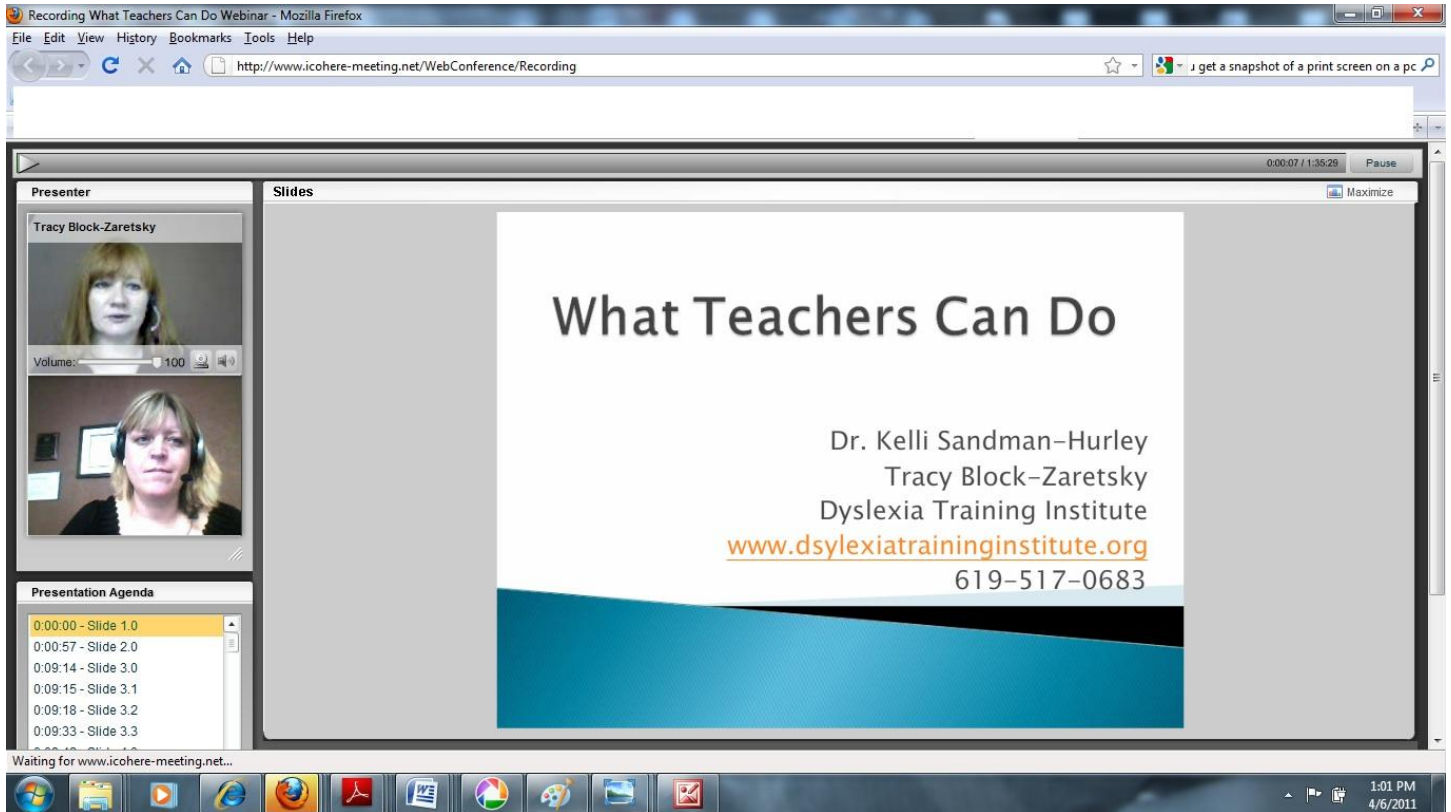 Recording What Teachers Can Do Webinar - Mozilla Firefox
File Edit View History Bookmarks Tools Help
http://www.icohere-meeting.net/WebConference/Recording
get a snapshot of a print screen on a pc
0:00:07 / 1:35:29 Pause
Presenter
Tracy Block-Zaretsky
Volume: 100
Slides
Maximize
What Teachers Can Do
Dr. Kelli Sandman-Hurley
Tracy Block-Zaretsky
Dyslexia Training Institute
www.dsylexiatraininginstitute.org
619-517-0683
Presentation Agenda
0:00:00 - Slide 1.0
0:00:57 - Slide 2.0
0:09:14 - Slide 3.0
0:09:15 - Slide 3.1
0:09:18 - Slide 3.2
0:09:33 - Slide 3.3
Waiting for www.icohere-meeting.net...
1:01 PM
4/6/2011